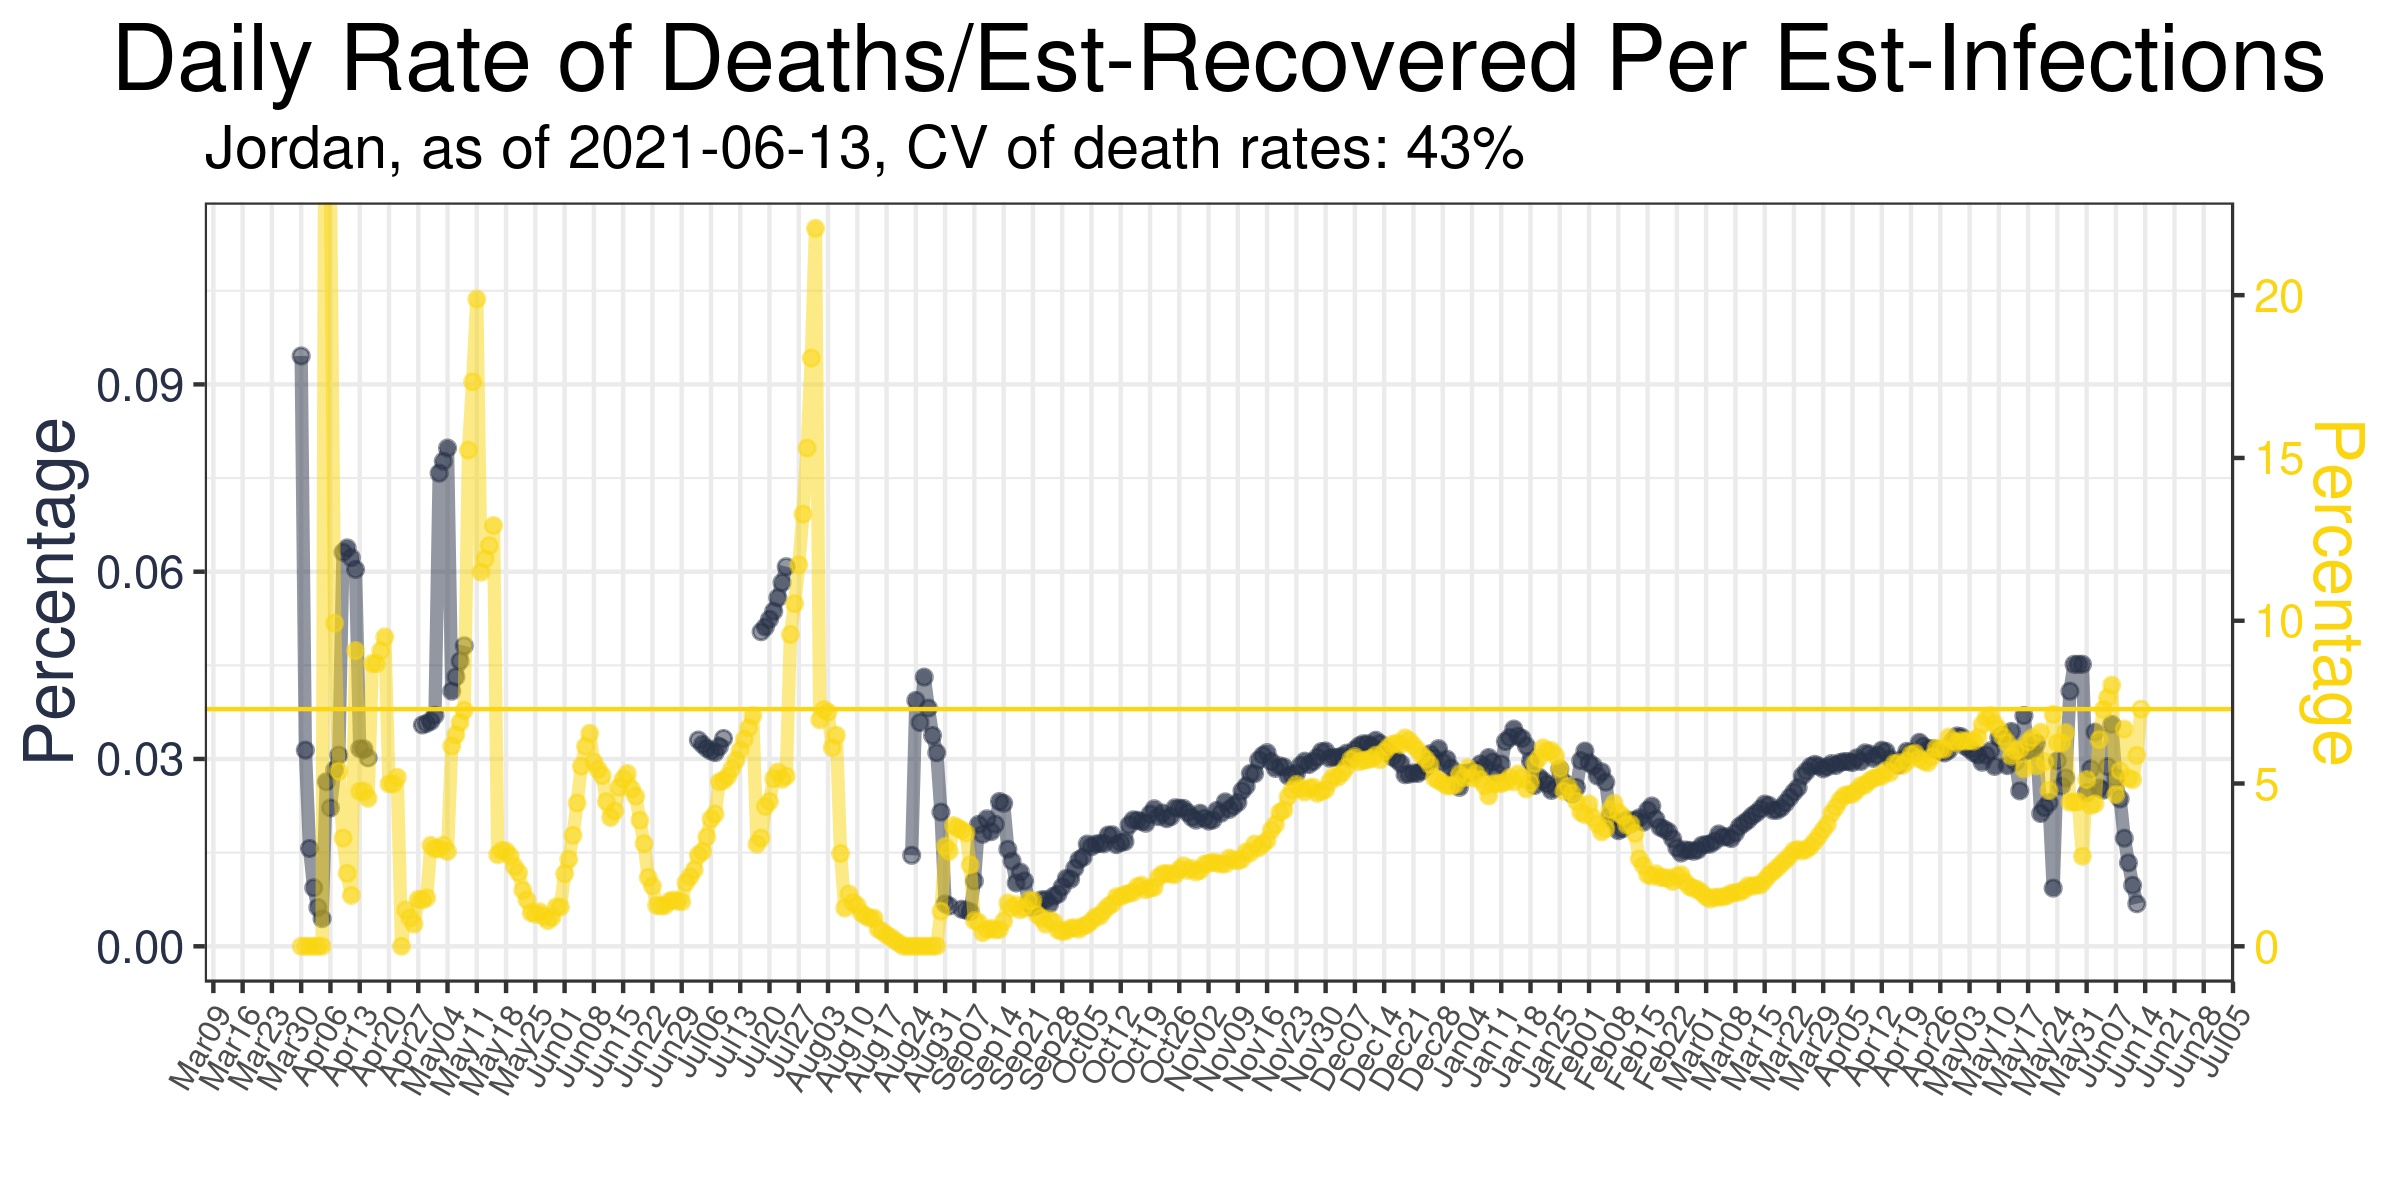 Daily Rate of Deaths/Est-Recovered Per Est-Infections
Jordan, as of 2021-06-13, CV of death rates: 43%
Percentage
0.09
0.06
0.03
0.00
20
15
10
5
0
Percentage
Mar09
Mar16
Mar23
Mar30
Apr06
Apr13
Apr20
Apr27
May04
May11
May18
May25
Jun01
Jun08
Jun15
Jun22
Jun29
Jul06
Jul13
Jul20
Jul27
Aug03
Aug10
Aug17
Aug24
Aug31
Sep07
Sep14
Sep21
Sep28
Oct05
Oct12
Oct19
Oct26
Nov02
Nov09
Nov16
Nov23
Nov30
Dec07
Dec14
Dec21
Dec28
Jan04
Jan11
Jan18
Jan25
Feb01
Feb08
Feb15
Feb22
Mar01
Mar08
Mar15
Mar22
Mar29
Apr05
Apr12
Apr19
Apr26
May03
May10
May17
May24
May31
Jun07
Jun14
Jun21
Jun28
Jul05